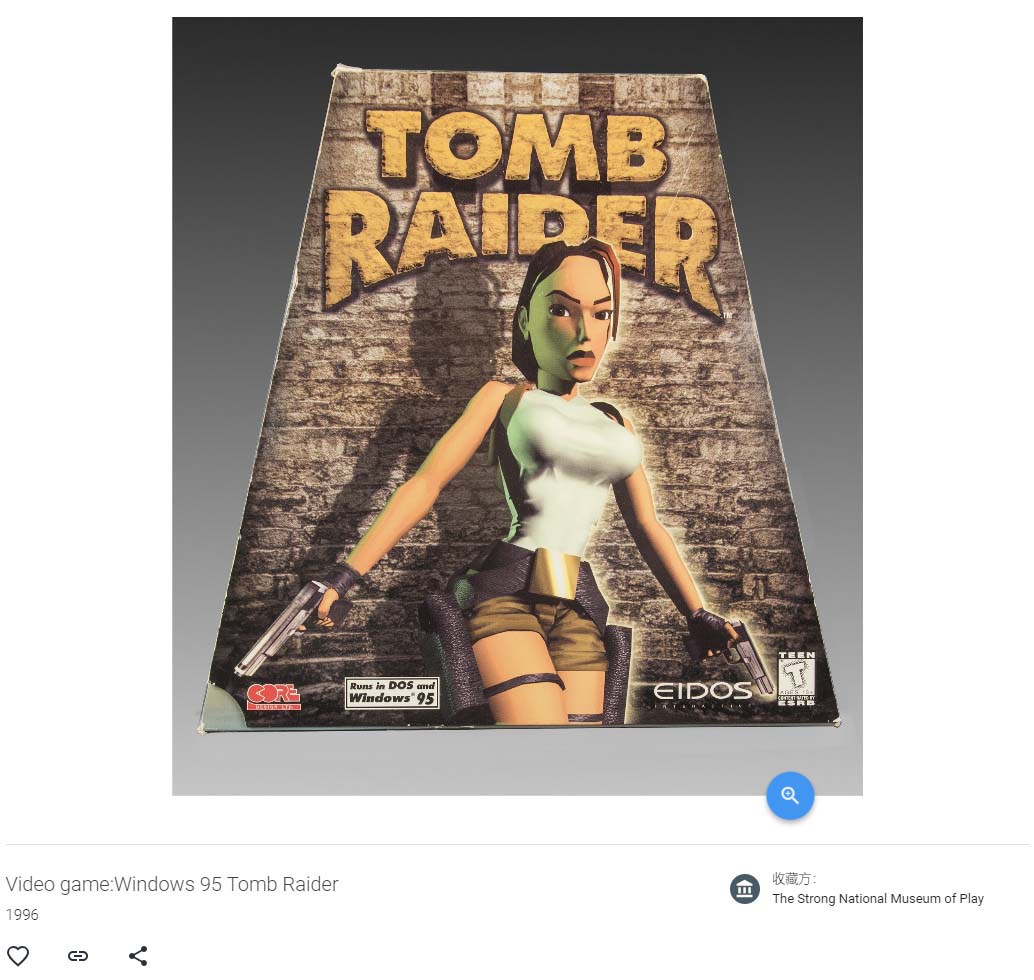 TOMB
RAIDER
TM
CORE
DESIGN LTD.
Runs in DOS and
Windows® 95
EIDOS
INTERACTIVE
TEEN
T
AGES 13+
CONTENT RATED BY
ESRB
Video game:Windows 95 Tomb Raider
1996
收藏方：
The Strong National Museum of Play